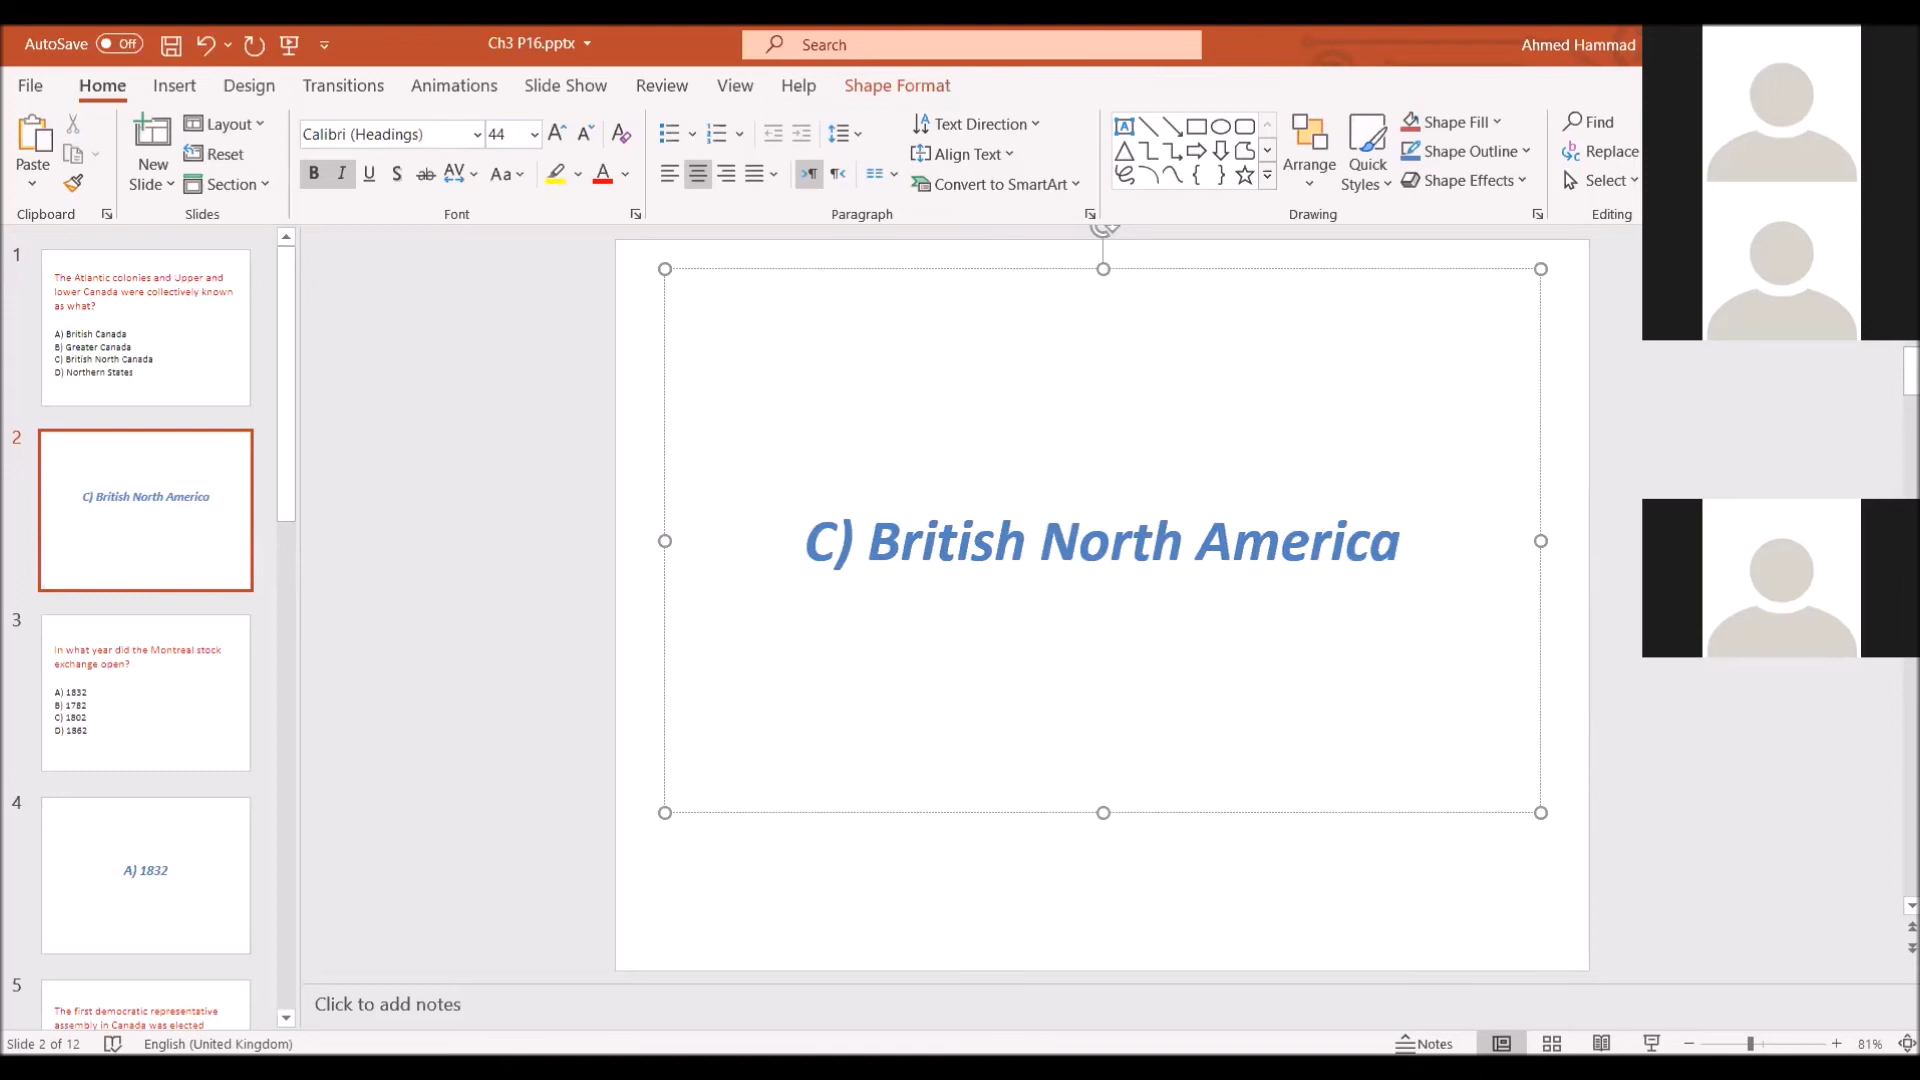 AutoSave Off
Ch3 P16.pptx
Search
Ahmed Hammad
File Home Insert Design Transitions Animations Slide Show Review View Help Shape Format
Paste
Clipboard
New Slide
Layout
Reset
Section
Slides
Calibri (Headings) 44
B I U S ab AV Aa A
Font
Text Direction
Align Text
Convert to SmartArt
Paragraph
Arrange
Quick Styles
Shape Fill
Shape Outline
Shape Effects
Drawing
Find
Replace
Select
Editing
1
The Atlantic colonies and Upper and
lower Canada were collectively known
as what?
A) British Canada
B) Greater Canada
C) British North Canada
D) Northern States
2
C) British North America
3
In what year did the Montreal stock
exchange open?
A) 1832
B) 1782
C) 1802
D) 1862
4
A) 1832
5
The first democratic representative
assembly in Canada was elected
C) British North America
Click to add notes
Slide 2 of 12
English (United Kingdom)
Notes
81%